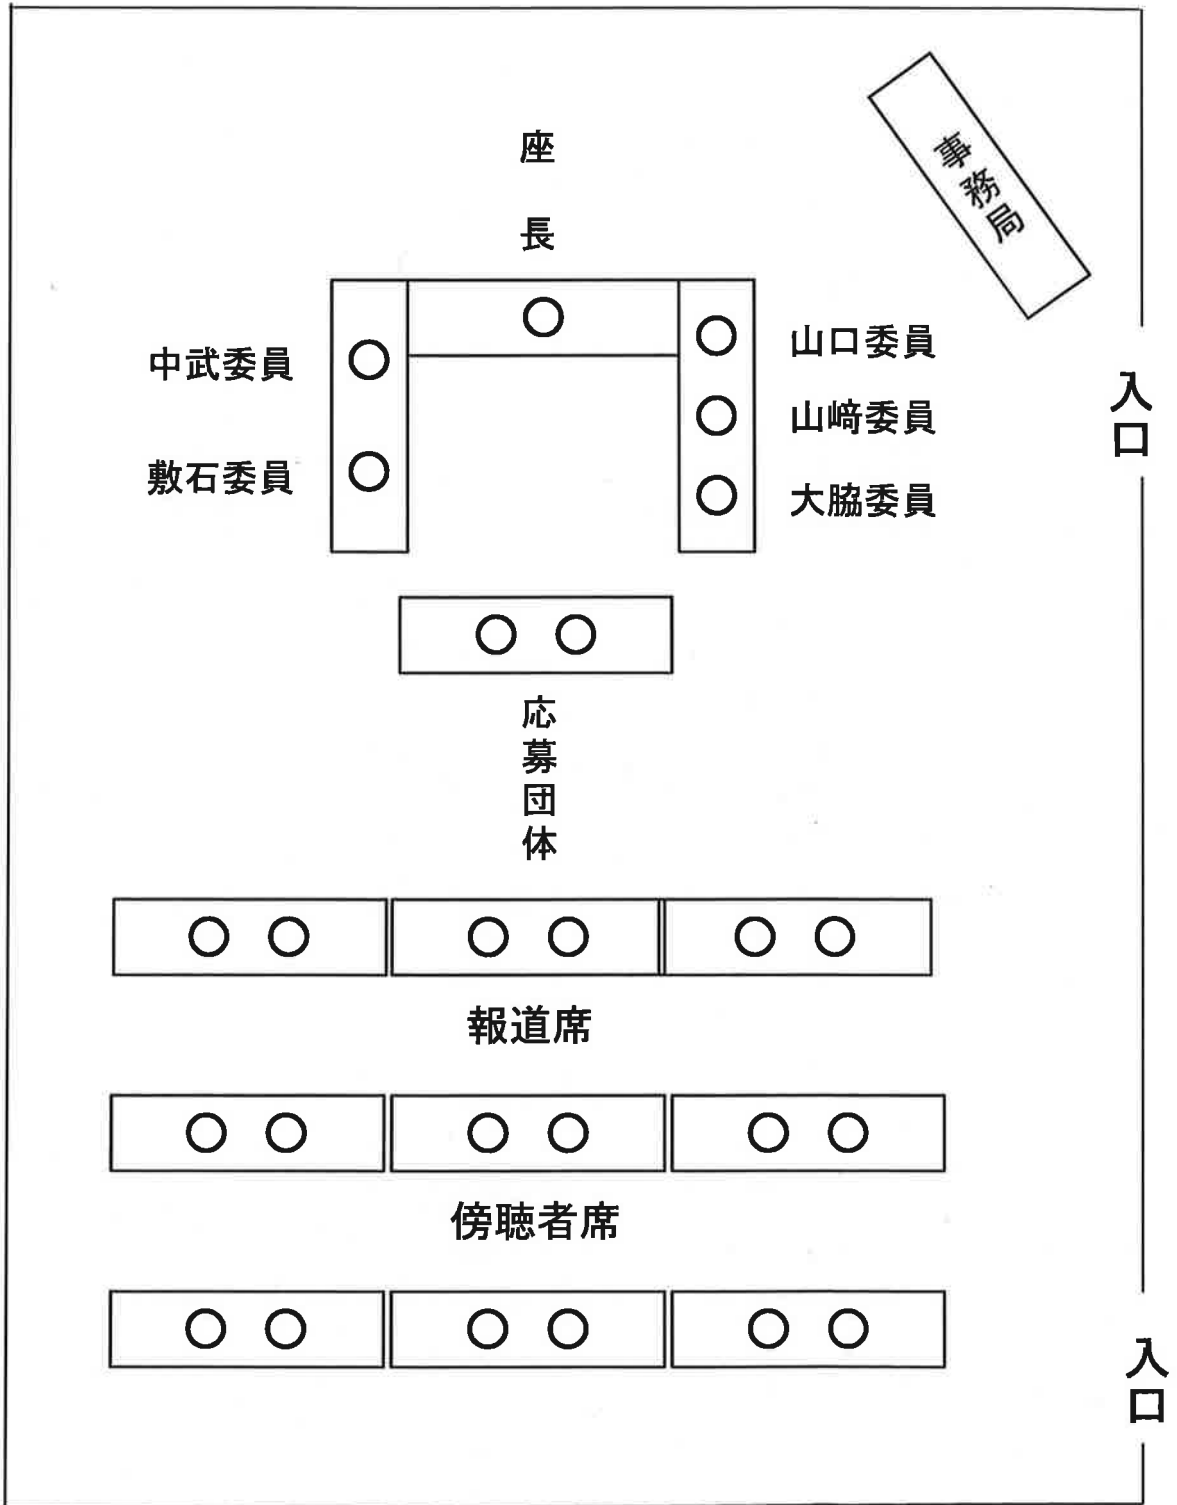 座長
事務局
中武委員
敷石委員
山口委員
山﨑委員
大脇委員
入口
応募団体
報道席
傍聴者席
入口